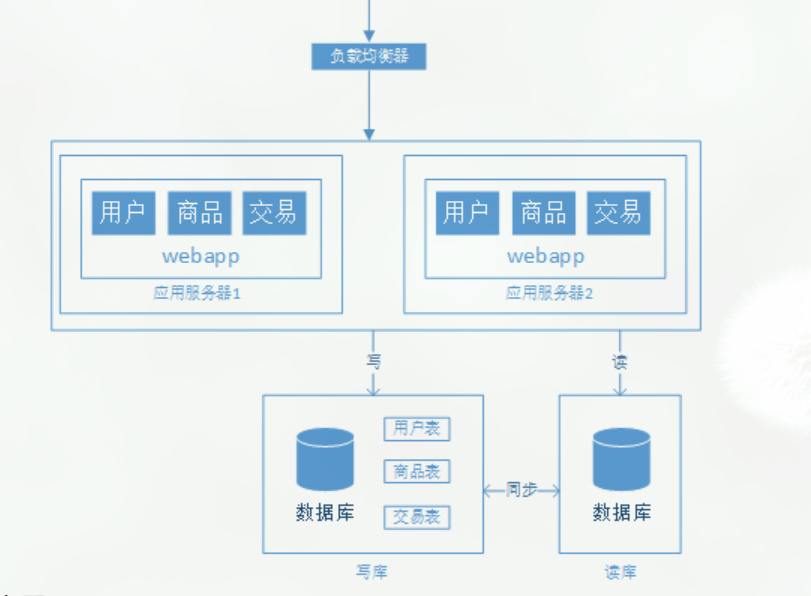 负载均衡器
用户 商品 交易
webapp
应用服务器1
用户 商品 交易
webapp
应用服务器2
写
读
用户表
商品表
交易表
数据库
写库
同步
数据库
读库